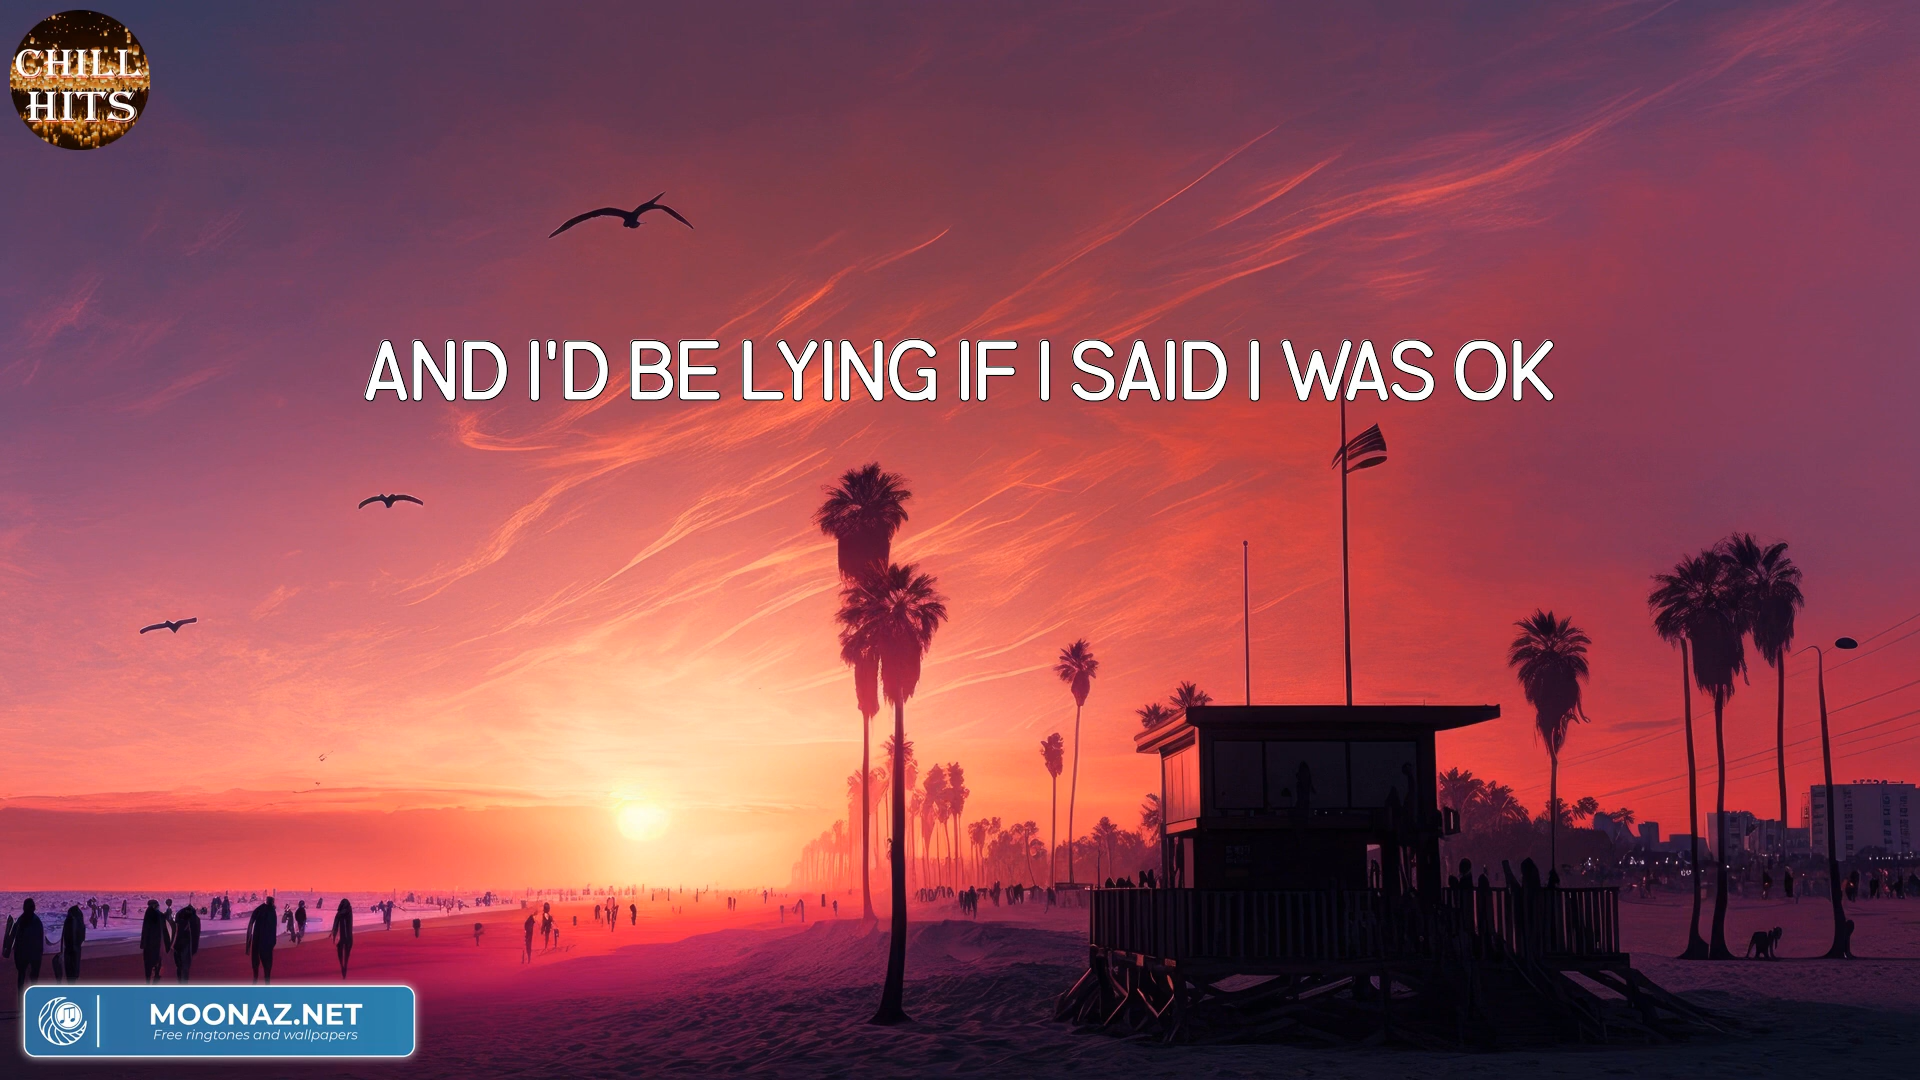 CHILL
HITS
AND I'D BE LYING IF I SAID I WAS OK
MOONAZ.NET
Free ringtones and wallpapers